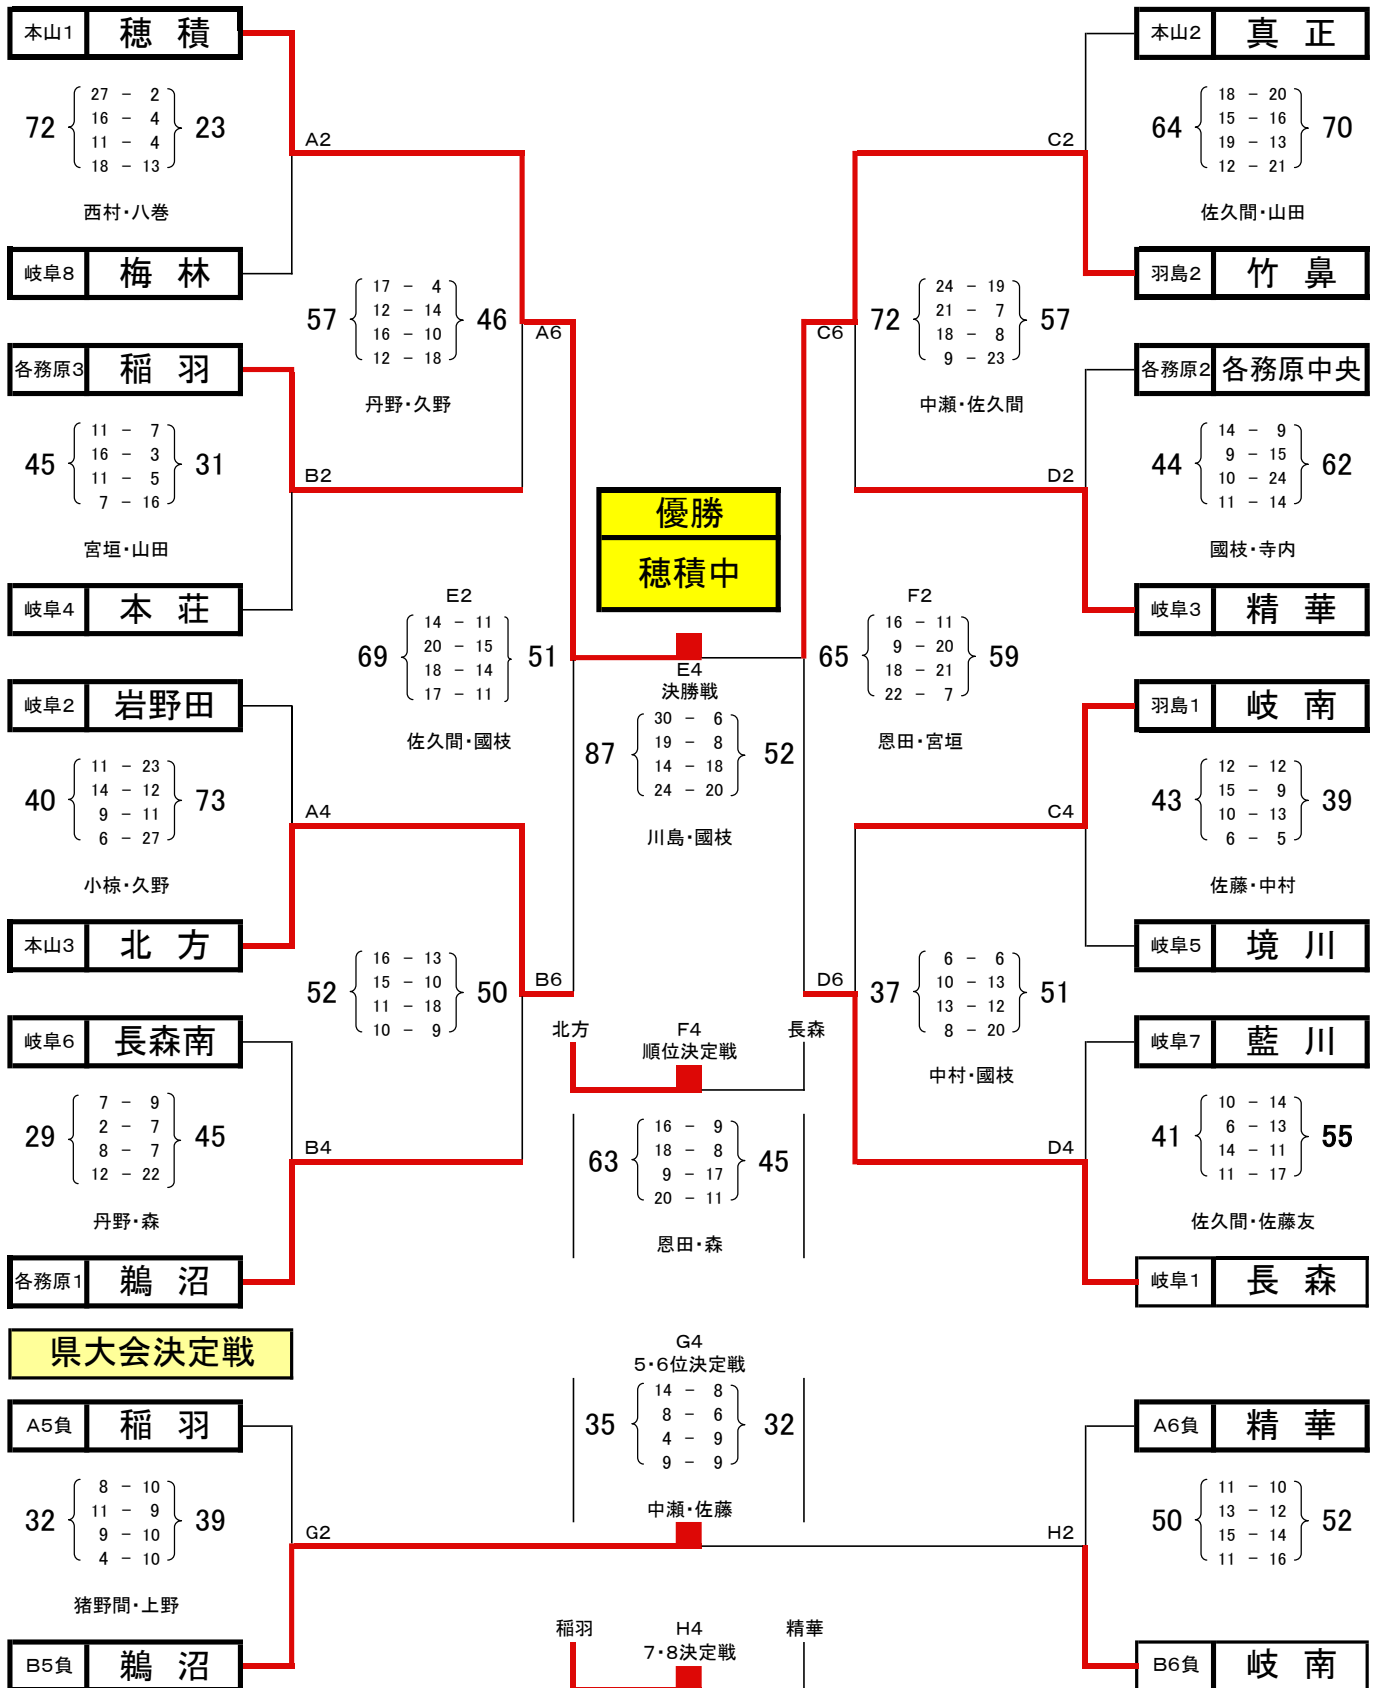 本山1 穂 積
27 - 2
16 - 4
11 - 4
18 - 13
72 23
西村・八巻
A2
岐阜8 梅 林
17 - 4
12 - 14
16 - 10
12 - 18
57 46
丹野・久野
A6
各務原3 稲 羽
11 - 7
16 - 3
11 - 5
7 - 16
45 31
宮垣・山田
B2
岐阜4 本 荘
E2
14 - 11
20 - 15
18 - 14
17 - 11
69 51
佐久間・國枝
岐阜2 岩野田
11 - 23
14 - 12
9 - 11
6 - 27
40 73
小椋・久野
A4
本山3 北 方
16 - 13
15 - 10
11 - 18
10 - 9
52 50
B6
岐阜6 長森南
7 - 9
2 - 7
8 - 7
12 - 22
29 45
丹野・森
B4
各務原1 鵜 沼
優勝
穂積中
E4
決勝戦
30 - 6
19 - 8
14 - 18
24 - 20
87 52
川島・國枝
北方 F4 長森
順位決定戦
16 - 9
18 - 8
9 - 17
20 - 11
63 45
恩田・森
本山2 真 正
18 - 20
15 - 16
19 - 13
12 - 21
64 70
佐久間・山田
C2
羽島2 竹 鼻
24 - 19
21 - 7
18 - 8
9 - 23
72 57
中瀬・佐久間
C6
各務原2 各務原中央
14 - 9
9 - 15
10 - 24
11 - 14
44 62
國枝・寺内
D2
岐阜3 精 華
F2
16 - 11
9 - 20
18 - 21
22 - 7
65 59
恩田・宮垣
羽島1 岐 南
12 - 12
15 - 9
10 - 13
6 - 5
43 39
佐藤・中村
C4
岐阜5 境 川
6 - 6
10 - 13
13 - 12
8 - 20
37 51
中村・國枝
D6
岐阜7 藍 川
10 - 14
6 - 13
14 - 11
11 - 17
41 55
佐久間・佐藤友
D4
岐阜1 長 森
県大会決定戦
A5負 稲 羽
8 - 10
11 - 9
9 - 10
4 - 10
32 39
猪野間・上野
G2
B5負 鵜 沼
G4
5・6位決定戦
14 - 8
8 - 6
4 - 9
9 - 9
35 32
中瀬・佐藤
A6負 精 華
11 - 10
13 - 12
15 - 14
11 - 16
50 52
H2
B6負 岐 南
稲羽 H4 精華
7・8決定戦